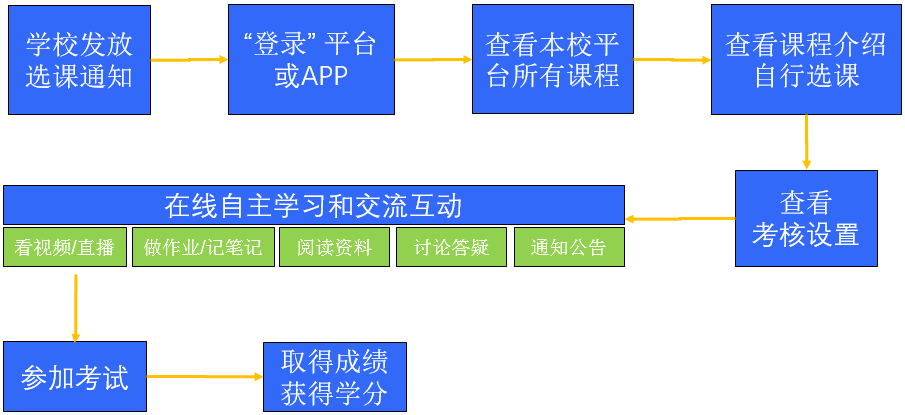 学校发放
选课通知
“登录” 平台
或APP
查看本校平
台所有课程
查看课程介绍
自行选课
查看
考核设置
在线自主学习和交流互动
看视频/直播
做作业/记笔记
阅读资料
讨论答疑
通知公告
参加考试
取得成绩
获得学分